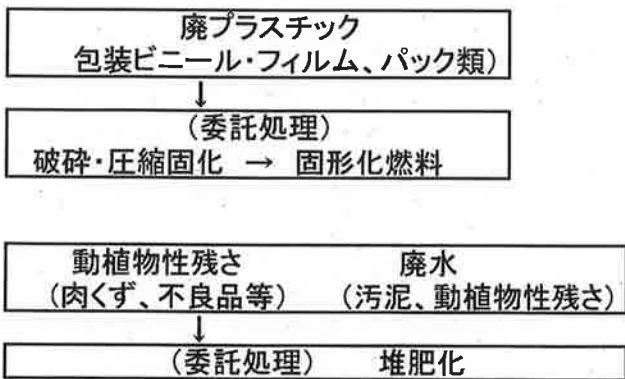 廃プラスチック
包装ビニール・フィルム、パック類)
↓
(委託処理)
破砕・圧縮固化 → 固形化燃料
動植物性残さ 廃水
(肉くず、不良品等) (汚泥、動植物性残さ)
↓
(委託処理) 堆肥化